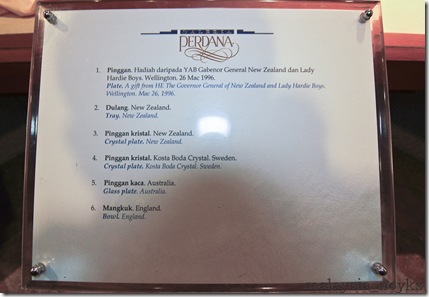 PERDANA
1. Pinggan. Hadiah daripada YAB Gabenor General New Zealand dan Lady
Hardie Boys. Wellington. 26 Mac 1996.
Plate. A gift from HE The Governor General of New Zealand and Lady Hardie Boys.
Wellington. Mac 26, 1996.
2. Dulang. New Zealand.
Tray. New Zealand.
3. Pinggan kristal. New Zealand.
Crystal plate. New Zealand.
4. Pinggan kristal. Kosta Boda Crystal. Sweden.
Crystal plate. Kosta Boda Crystal. Sweden.
5. Pinggan kaca. Australia.
Glass plate. Australia.
6. Mangkuk. England.
Bowl. England.